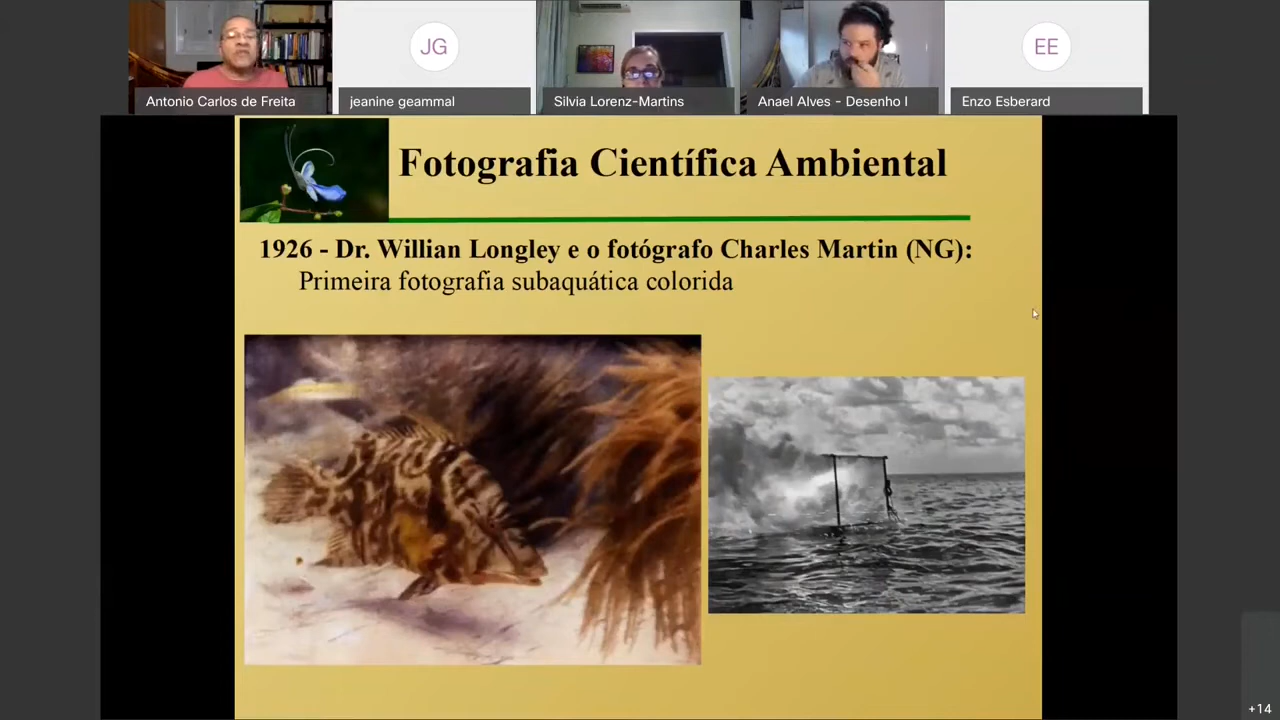 JG
EE
Antonio Carlos de Freita
jeanine geammal
Silvia Lorenz-Martins
Anael Alves - Desenho I
Enzo Esberard
Fotografia Científica Ambiental
1926 - Dr. Willian Longley e o fotógrafo Charles Martin (NG):
Primeira fotografia subaquática colorida
+14